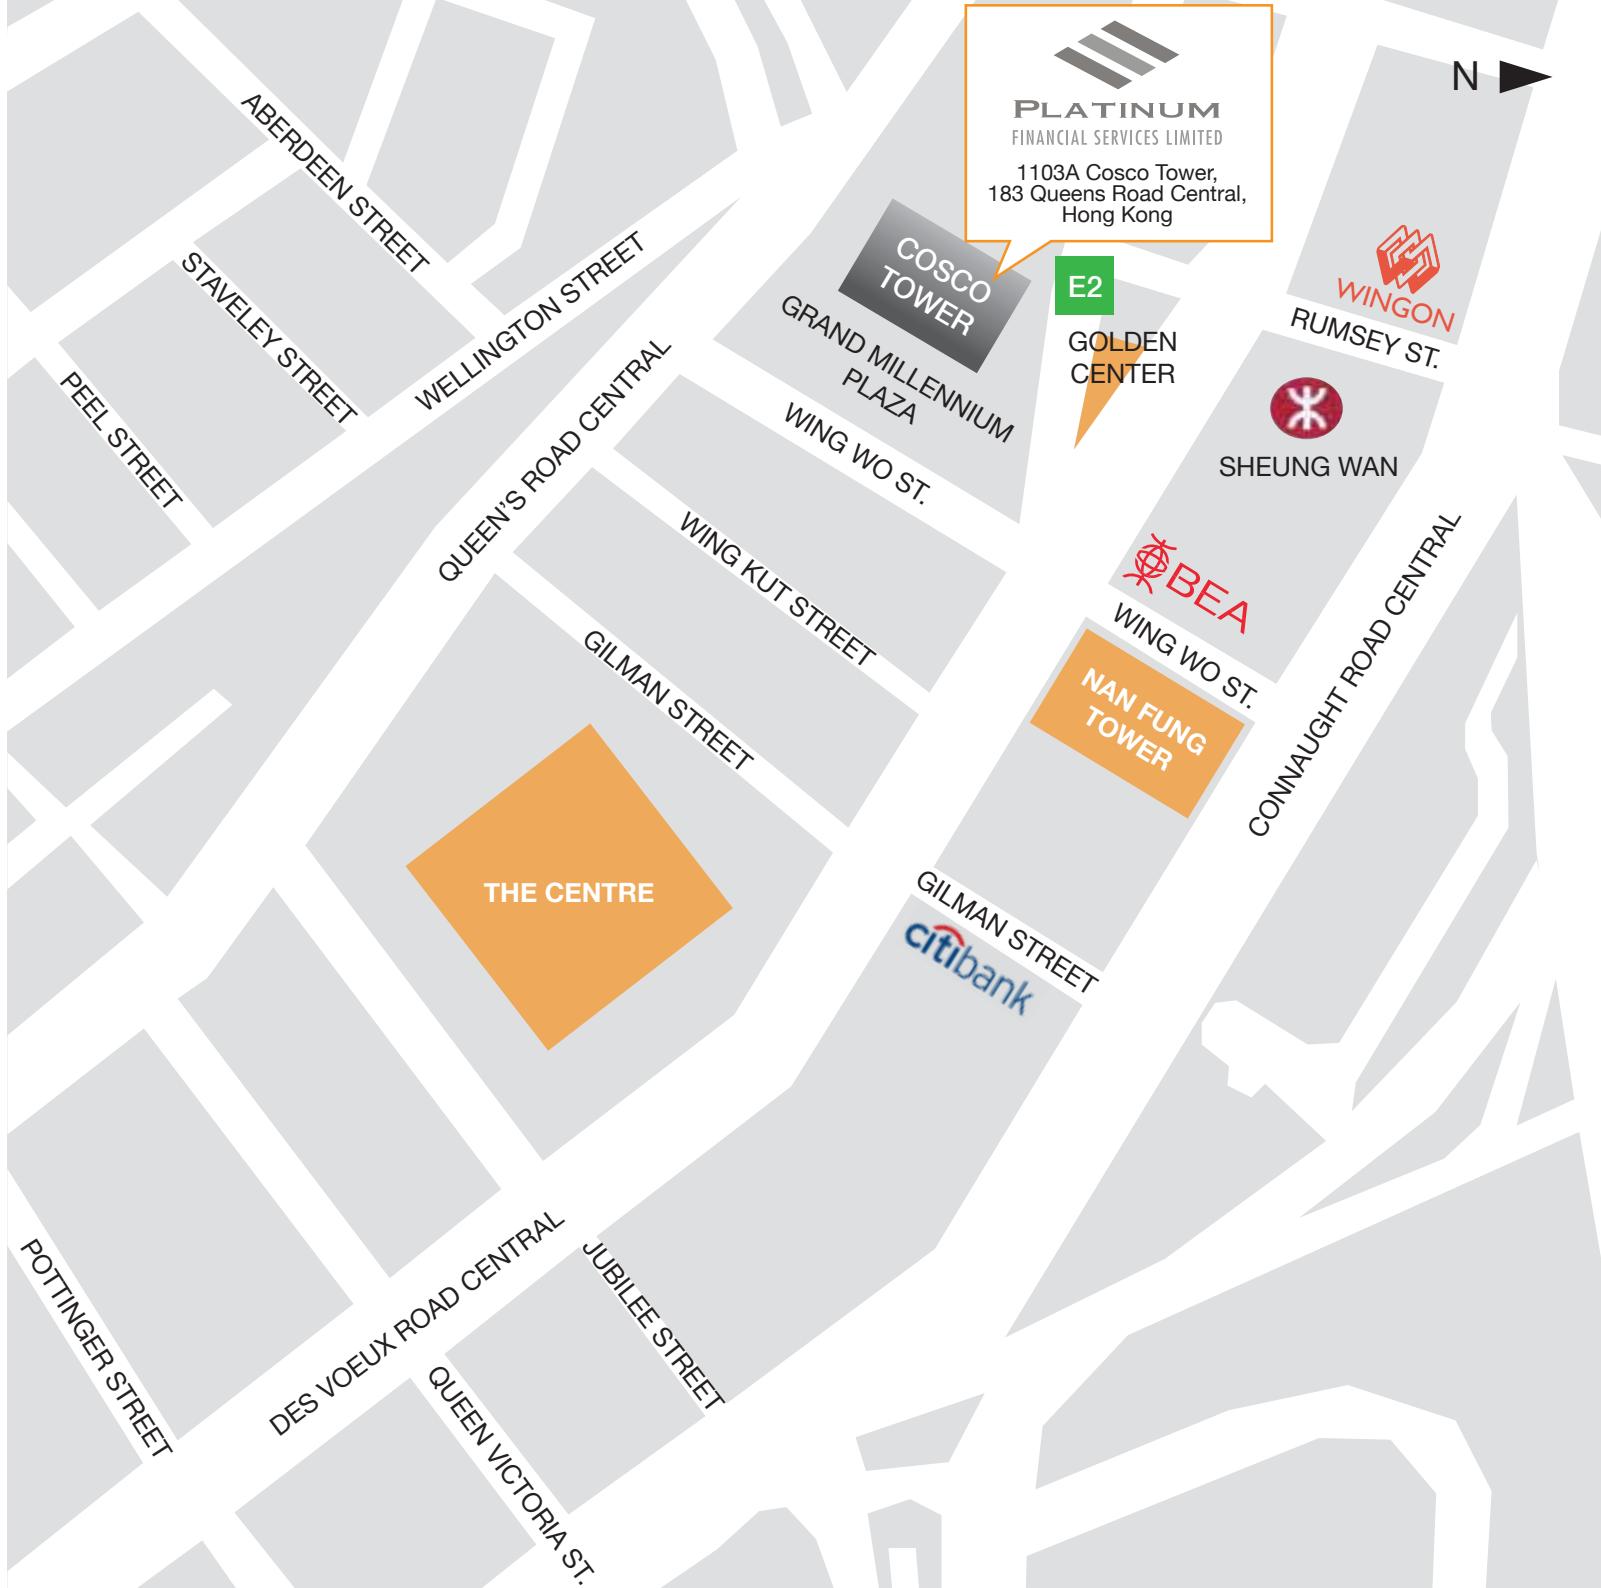 N
PLATINUM
FINANCIAL SERVICES LIMITED
1103A Cosco Tower,
183 Queens Road Central,
Hong Kong
ABERDEEN STREET
STAVELEY STREET
PEEL STREET
WELLINGTON STREET
QUEEN'S ROAD CENTRAL
COSCO
TOWER
GRAND MILLENNIUM
PLAZA
E2
GOLDEN
CENTER
WINGON
RUMSEY ST.
SHEUNG WAN
WING WO ST.
WING KUT STREET
GILMAN STREET
BEA
WING WO ST.
NAN FUNG
TOWER
CONNAUGHT ROAD CENTRAL
THE CENTRE
GILMAN STREET
citibank
POTTINGER STREET
DES VOEUX ROAD CENTRAL
JUBILEE STREET
QUEEN VICTORIA ST.